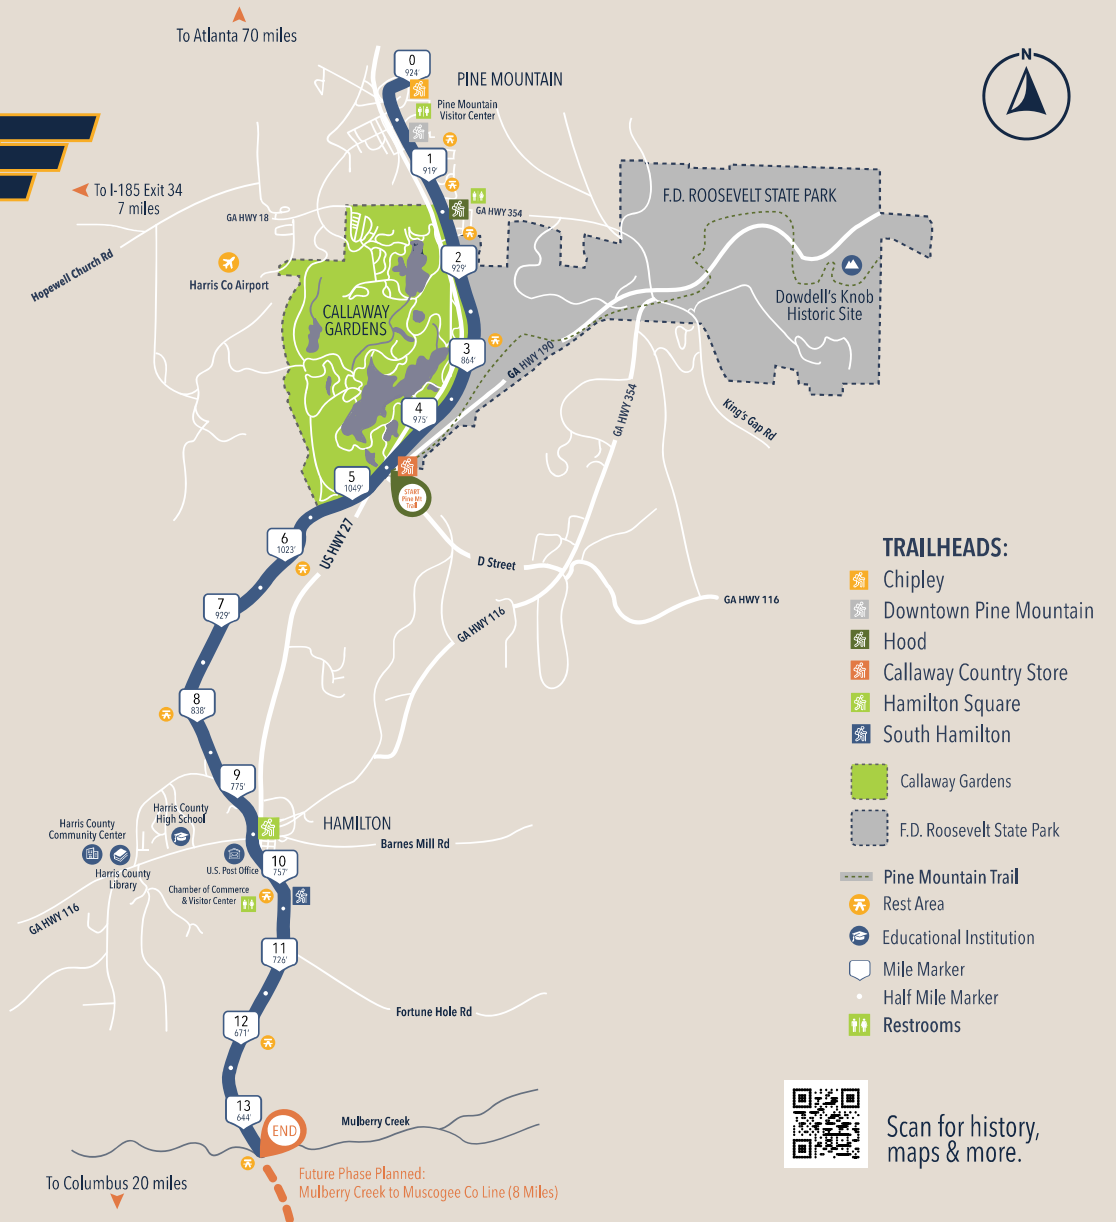 To Atlanta 70 miles
N
0
924'
PINE MOUNTAIN
Pine Mountain
Visitor Center
1
919'
To I-185 Exit 34
7 miles
F.D. ROOSEVELT STATE PARK
GA HWY 18
GA HWY 354
Hopewell Church Rd
2
929'
Harris Co Airport
Dowdell's Knob
Historic Site
CALLAWAY
GARDENS
3
864'
GA HWY 190
GA HWY 354
King's Gap Rd
4
975'
5
1049'
START
Pine Mt
Trail
6
1023'
US HWY 27
D Street
GA HWY 116
GA HWY 116
7
929'
8
838'
9
775'
Harris County
High School
Harris County
Community Center
HAMILTON
Barnes Mill Rd
Harris County
Library
U.S. Post Office
10
757'
Chamber of Commerce
& Visitor Center
GA HWY 116
11
726'
Fortune Hole Rd
12
671'
13
644'
END
Mulberry Creek
To Columbus 20 miles
Future Phase Planned:
Mulberry Creek to Muscogee Co Line (8 Miles)
TRAILHEADS:
Chipley
Downtown Pine Mountain
Hood
Callaway Country Store
Hamilton Square
South Hamilton
Callaway Gardens
F.D. Roosevelt State Park
Pine Mountain Trail
Rest Area
Educational Institution
Mile Marker
Half Mile Marker
Restrooms
Scan for history,
maps & more.